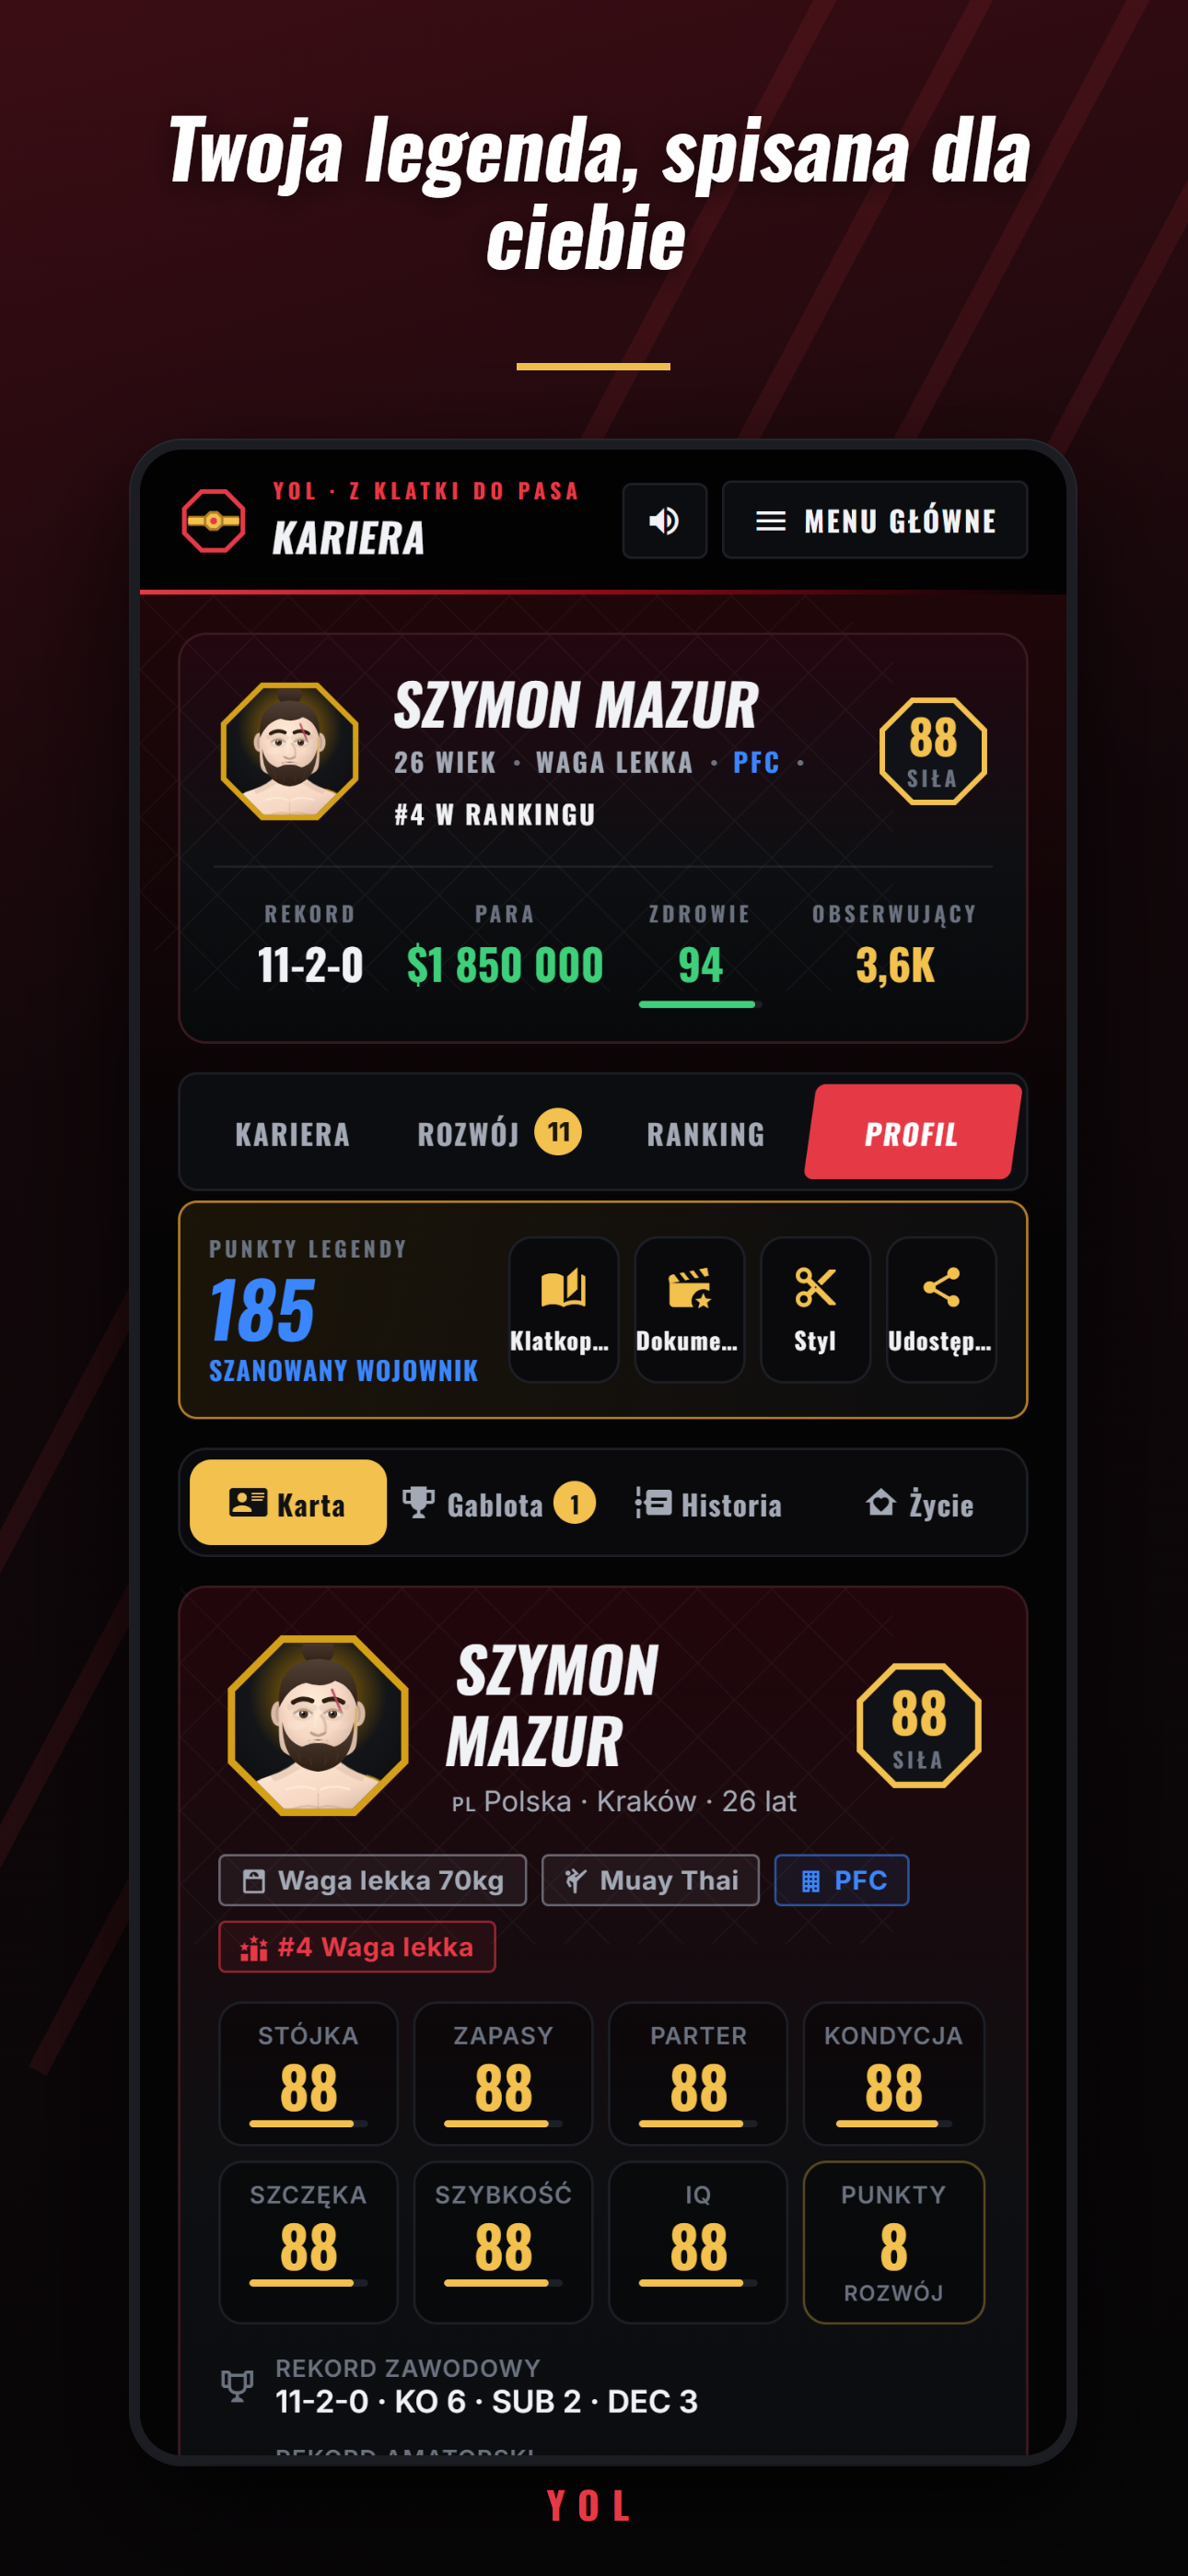 Twoja legenda, spisana dla
ciebie
YOL · Z KLATKI DO PASA
KARIERA
MENU GŁÓWNE
SZYMON MAZUR
26 WIEK · WAGA LEKKA · PFC ·
#4 W RANKINGU
88
SIŁA
REKORD PARA ZDROWIE OBSERWUJĄCY
11-2-0 $1 850 000 94 3,6K
KARIERA ROZWÓJ 11 RANKING PROFIL
PUNKTY LEGENDY
185
SZANOWANY WOJOWNIK
Klatkop... Dokume... Styl Udostęp...
Karta Gablota 1 Historia Życie
SZYMON
MAZUR
PL Polska · Kraków · 26 lat
88
SIŁA
Waga lekka 70kg Muay Thai PFC
#4 Waga lekka
STÓJKA ZAPASY PARTER KONDYCJA
88 88 88 88
SZCZĘKA SZYBKOŚĆ IQ PUNKTY
88 88 88 8
ROZWÓJ
REKORD ZAWODOWY
11-2-0 · KO 6 · SUB 2 · DEC 3
REKORD AMATORSKI
YOL